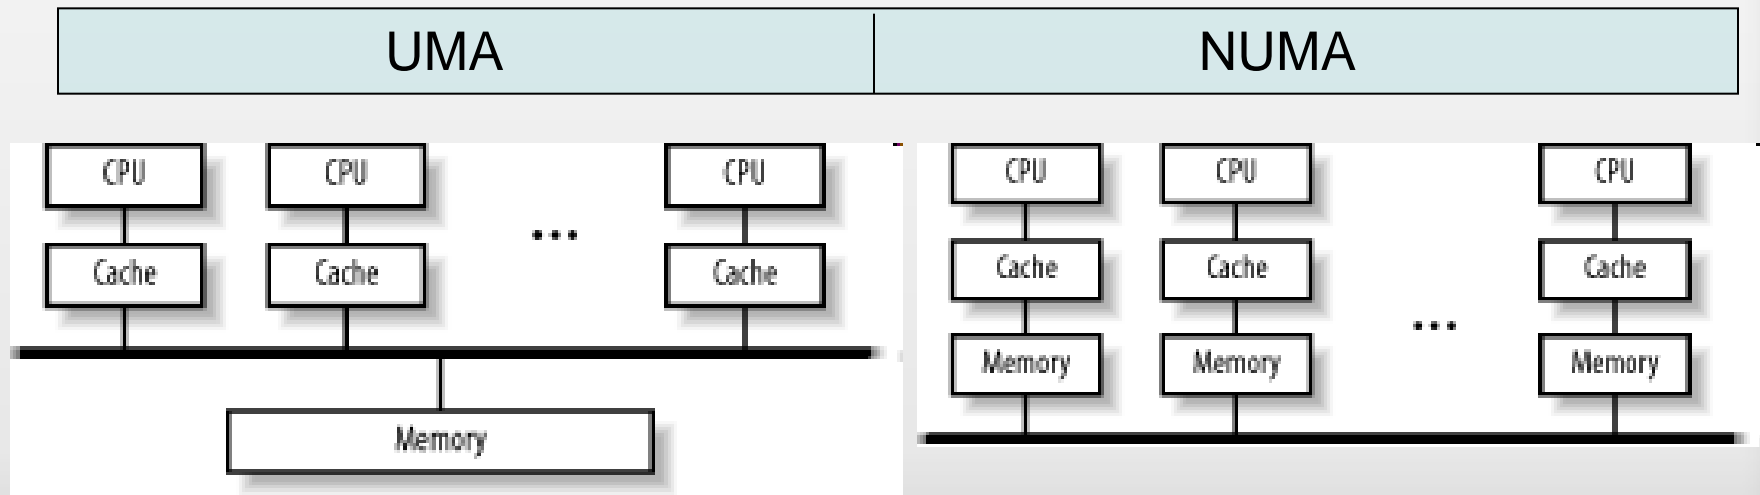 UMA
NUMA
CPU
CPU
...
CPU
Cache
Cache
Cache
Memory
CPU
CPU
CPU
Cache
Cache
...
Cache
Memory
Memory
Memory